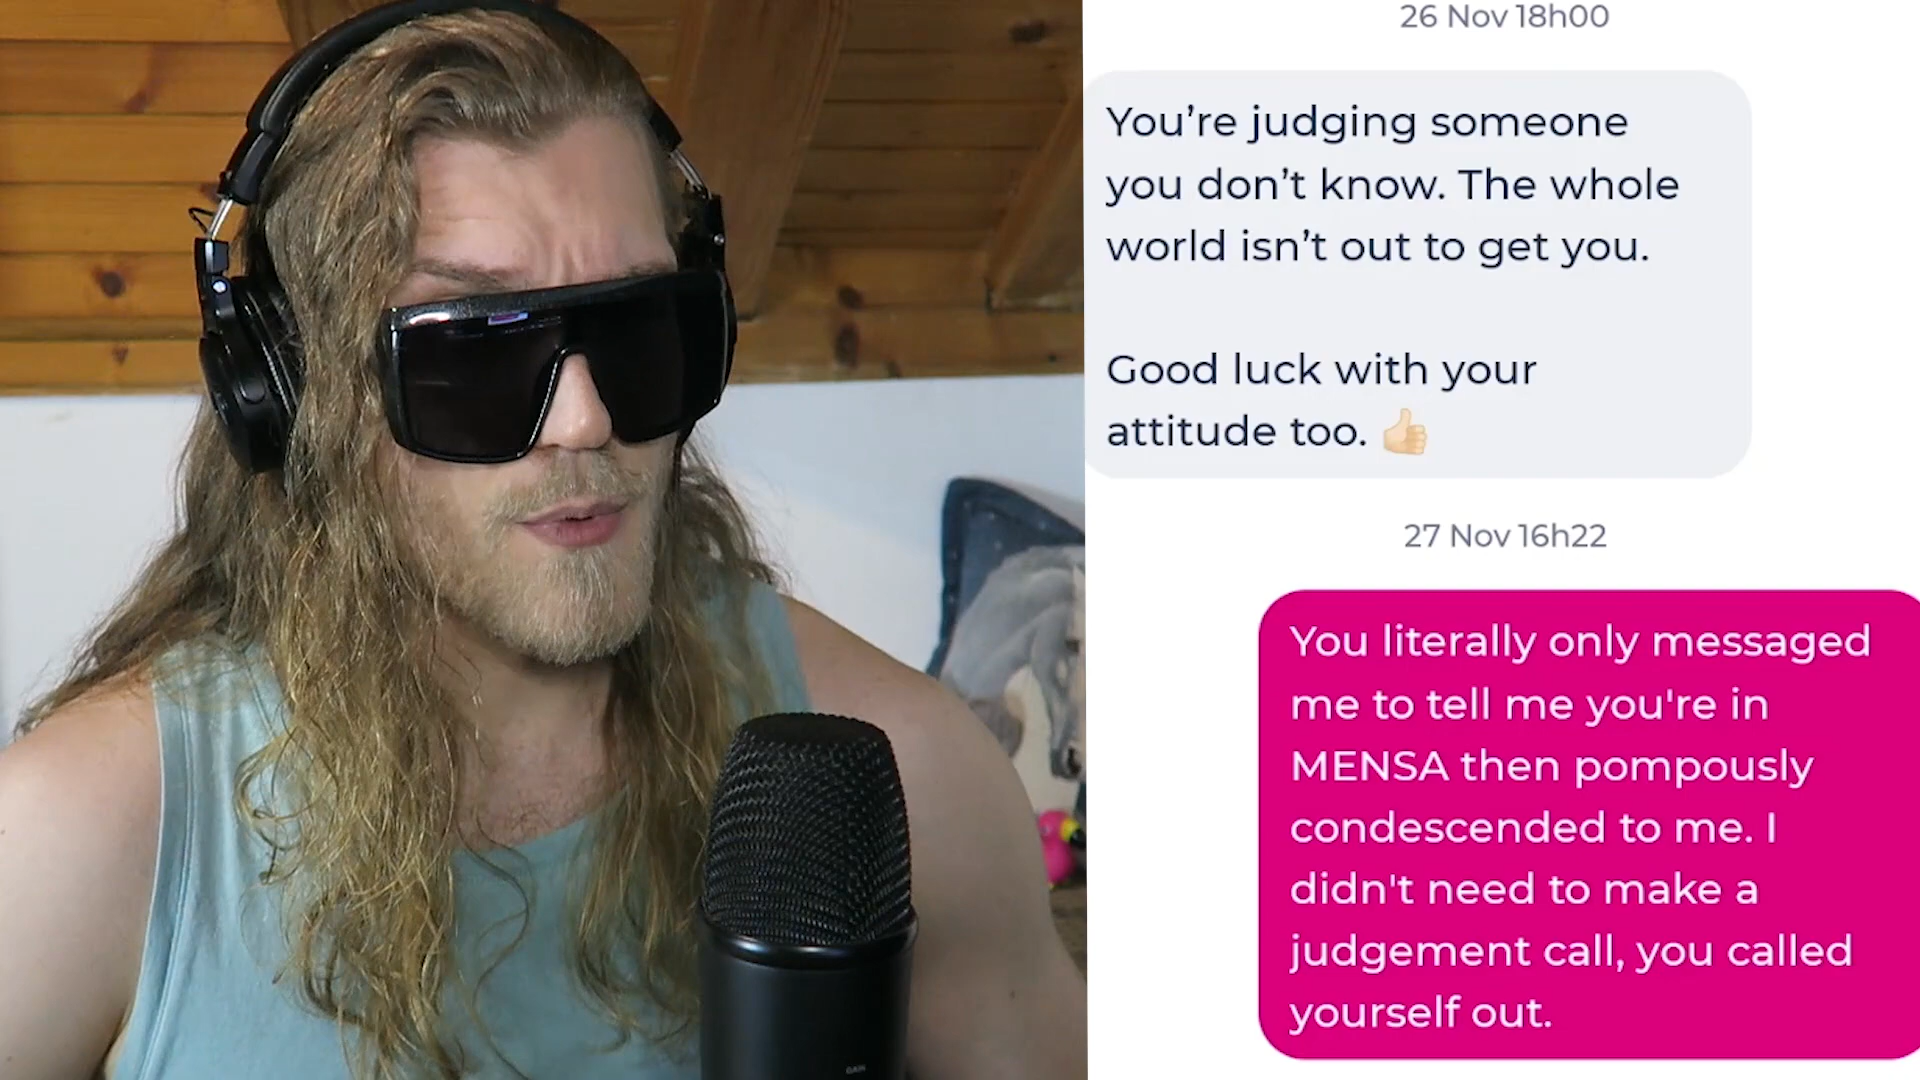 26 Nov 18h00
You’re judging someone
you don’t know. The whole
world isn’t out to get you.
Good luck with your
attitude too. 👍🏻
27 Nov 16h22
You literally only messaged
me to tell me you're in
MENSA then pompously
condescended to me. I
didn't need to make a
judgement call, you called
yourself out.
GAIN